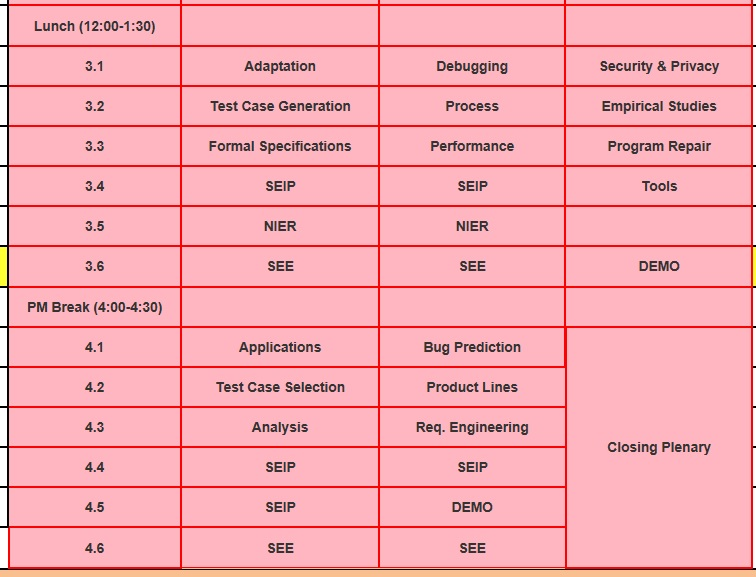 Lunch (12:00-1:30)
3.1 Adaptation Debugging Security & Privacy
3.2 Test Case Generation Process Empirical Studies
3.3 Formal Specifications Performance Program Repair
3.4 SEIP SEIP Tools
3.5 NIER NIER
3.6 SEE SEE DEMO
PM Break (4:00-4:30)
4.1 Applications Bug Prediction
4.2 Test Case Selection Product Lines
4.3 Analysis Req. Engineering
Closing Plenary
4.4 SEIP SEIP
4.5 SEIP DEMO
4.6 SEE SEE